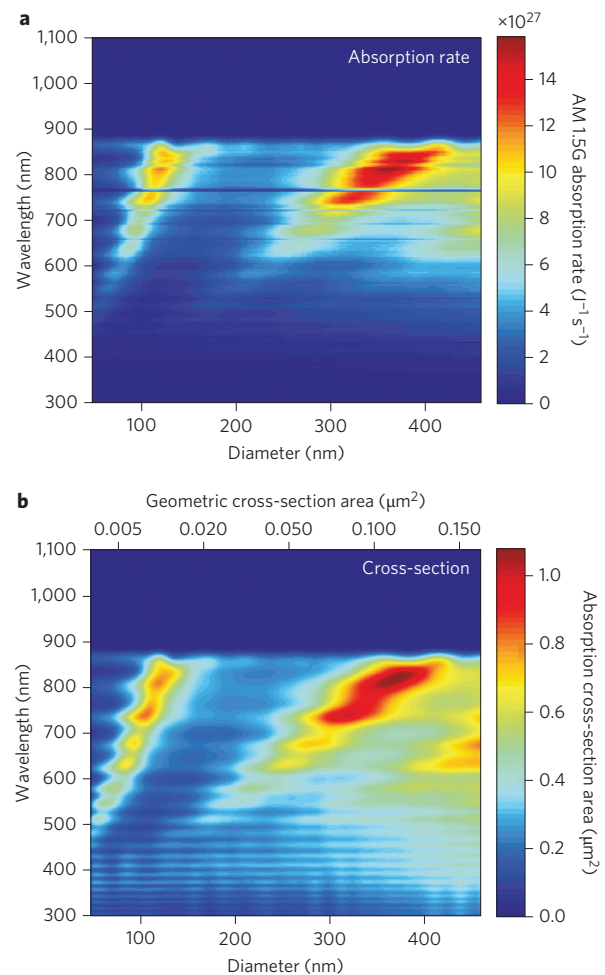 a
×10²⁷
Absorption rate
1,100
1,000
900
800
700
600
500
400
300
Wavelength (nm)
100 200 300 400
Diameter (nm)
14
12
10
8
6
4
2
0
AM 1.5G absorption rate (J⁻¹ s⁻¹)
b
Geometric cross-section area (μm²)
0.005 0.020 0.050 0.100 0.150
Cross-section
1,100
1,000
900
800
700
600
500
400
300
Wavelength (nm)
100 200 300 400
Diameter (nm)
1.0
0.8
0.6
0.4
0.2
0.0
Absorption cross-section area (μm²)